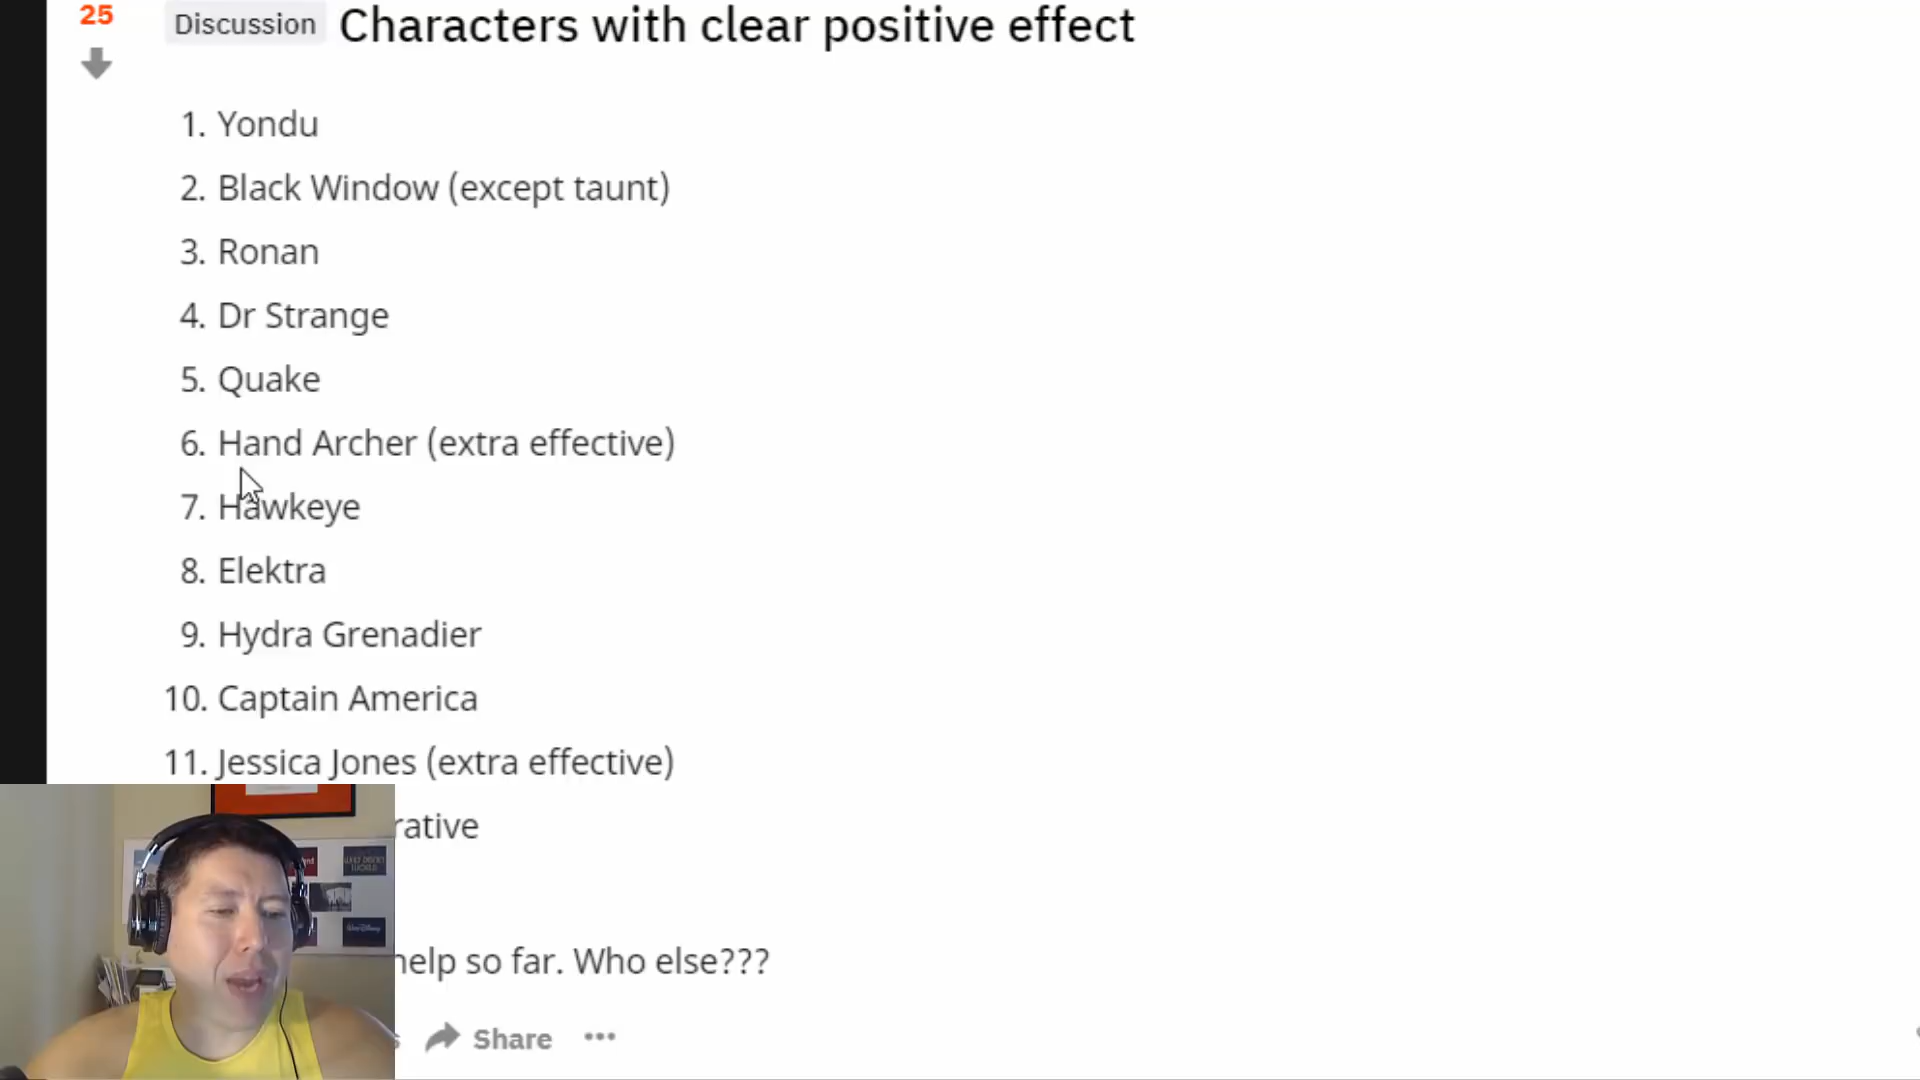 25
Discussion Characters with clear positive effect
1. Yondu
2. Black Window (except taunt)
3. Ronan
4. Dr Strange
5. Quake
6. Hand Archer (extra effective)
7. Hawkeye
8. Elektra
9. Hydra Grenadier
10. Captain America
11. Jessica Jones (extra effective)
rative
help so far. Who else???
Share